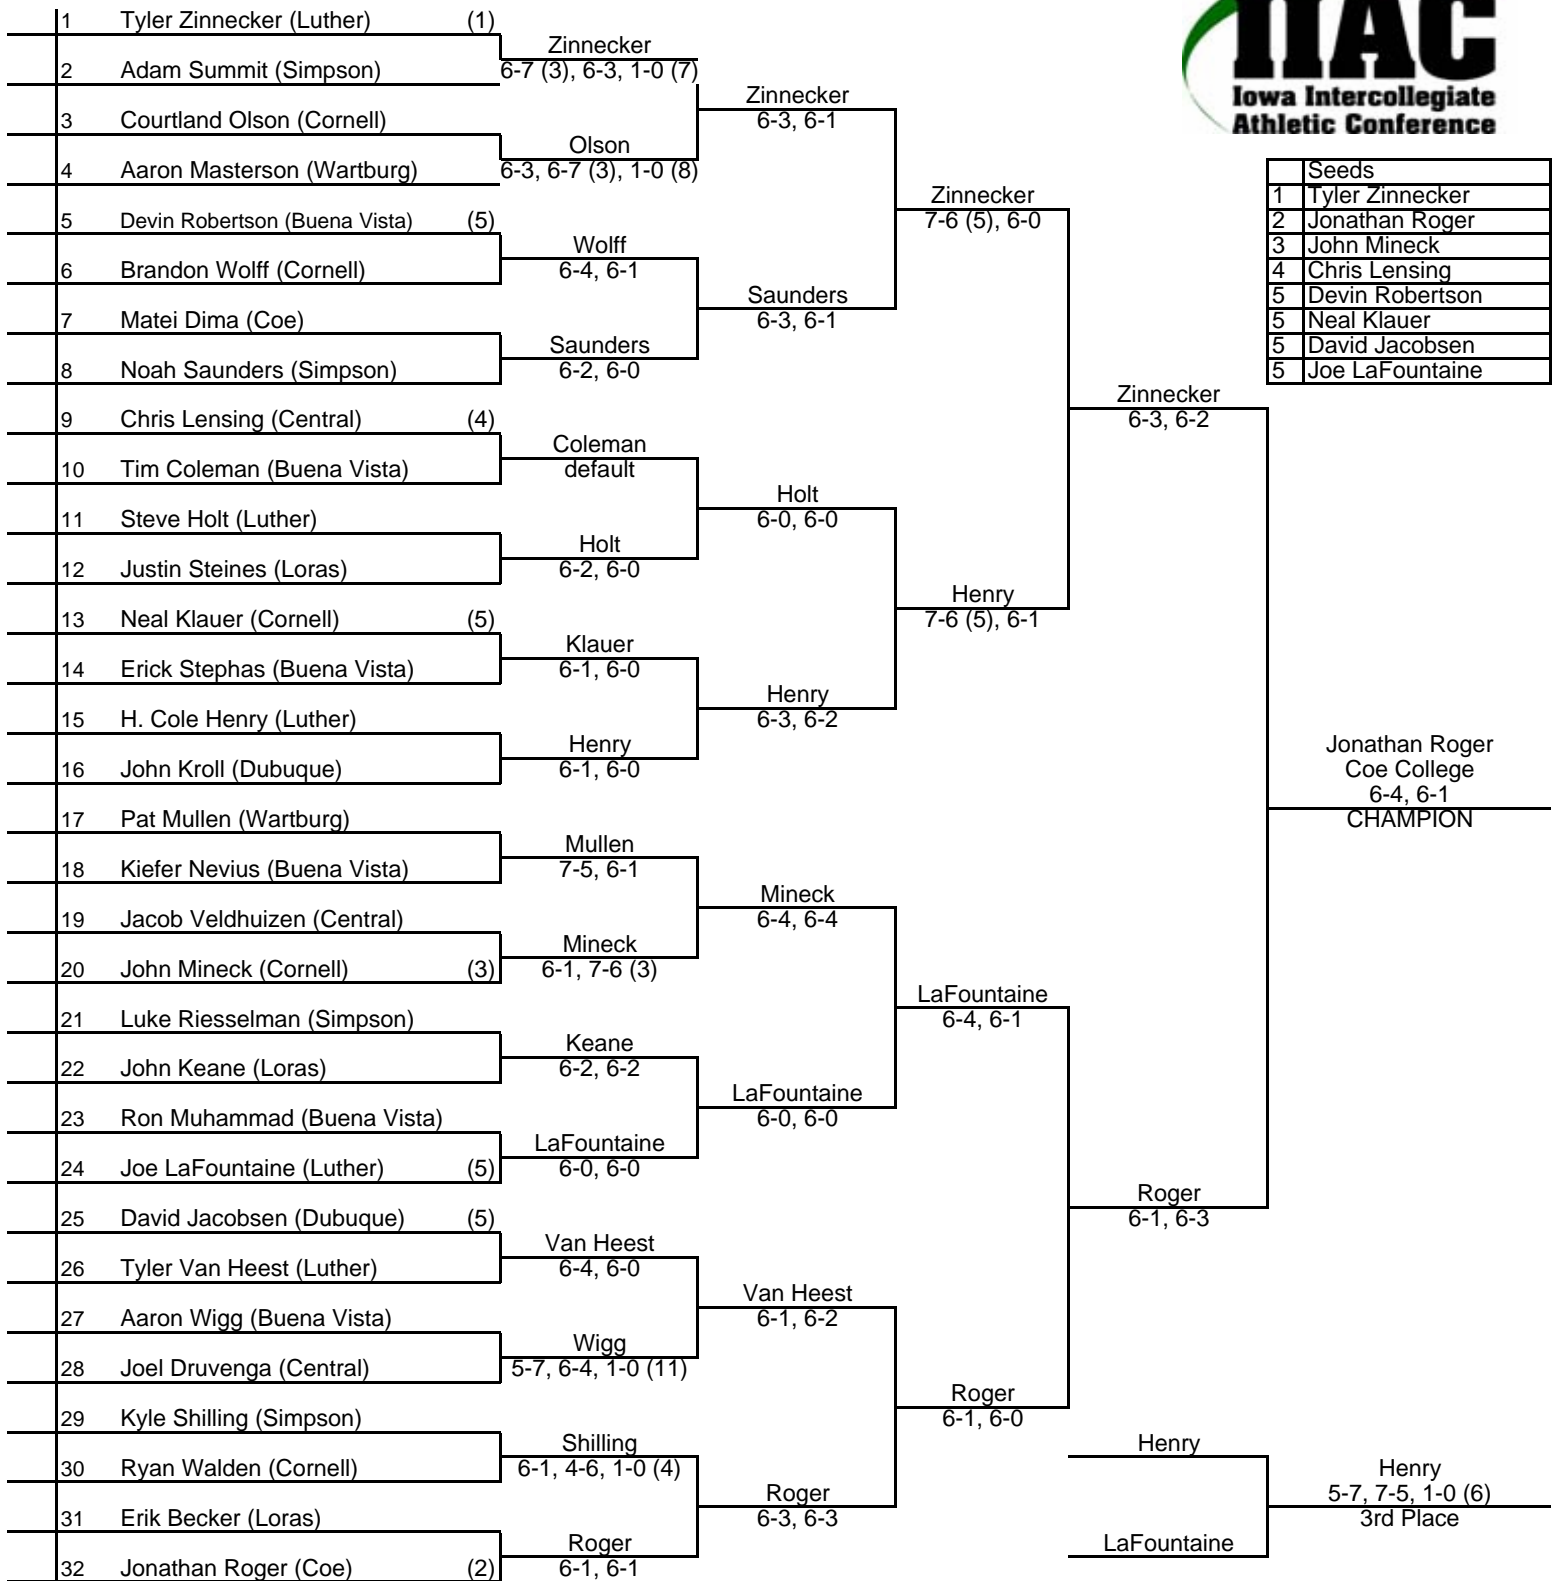 IIAC
Iowa Intercollegiate
Athletic Conference
Seeds
1 Tyler Zinnecker
2 Jonathan Roger
3 John Mineck
4 Chris Lensing
5 Devin Robertson
5 Neal Klauer
5 David Jacobsen
5 Joe LaFountaine
1 Tyler Zinnecker (Luther) (1)
2 Adam Summit (Simpson)
3 Courtland Olson (Cornell)
4 Aaron Masterson (Wartburg)
5 Devin Robertson (Buena Vista) (5)
6 Brandon Wolff (Cornell)
7 Matei Dima (Coe)
8 Noah Saunders (Simpson)
9 Chris Lensing (Central) (4)
10 Tim Coleman (Buena Vista)
11 Steve Holt (Luther)
12 Justin Steines (Loras)
13 Neal Klauer (Cornell) (5)
14 Erick Stephas (Buena Vista)
15 H. Cole Henry (Luther)
16 John Kroll (Dubuque)
17 Pat Mullen (Wartburg)
18 Kiefer Nevius (Buena Vista)
19 Jacob Veldhuizen (Central)
20 John Mineck (Cornell) (3)
21 Luke Riesselman (Simpson)
22 John Keane (Loras)
23 Ron Muhammad (Buena Vista)
24 Joe LaFountaine (Luther) (5)
25 David Jacobsen (Dubuque) (5)
26 Tyler Van Heest (Luther)
27 Aaron Wigg (Buena Vista)
28 Joel Druvenga (Central)
29 Kyle Shilling (Simpson)
30 Ryan Walden (Cornell)
31 Erik Becker (Loras)
32 Jonathan Roger (Coe) (2)
Zinnecker
6-7 (3), 6-3, 1-0 (7)
Olson
6-3, 6-7 (3), 1-0 (8)
Wolff
6-4, 6-1
Saunders
6-2, 6-0
Coleman
default
Holt
6-2, 6-0
Klauer
6-1, 6-0
Henry
6-1, 6-0
Mullen
7-5, 6-1
Mineck
6-1, 7-6 (3)
Keane
6-2, 6-2
LaFountaine
6-0, 6-0
Van Heest
6-4, 6-0
Wigg
5-7, 6-4, 1-0 (11)
Shilling
6-1, 4-6, 1-0 (4)
Roger
6-1, 6-1
Zinnecker
6-3, 6-1
Saunders
6-3, 6-1
Holt
6-0, 6-0
Henry
6-3, 6-2
Mineck
6-4, 6-4
LaFountaine
6-0, 6-0
Van Heest
6-1, 6-2
Roger
6-3, 6-3
Zinnecker
7-6 (5), 6-0
Henry
7-6 (5), 6-1
LaFountaine
6-4, 6-1
Roger
6-1, 6-0
Zinnecker
6-3, 6-2
Roger
6-1, 6-3
Jonathan Roger
Coe College
6-4, 6-1
CHAMPION
Henry
LaFountaine
Henry
5-7, 7-5, 1-0 (6)
3rd Place